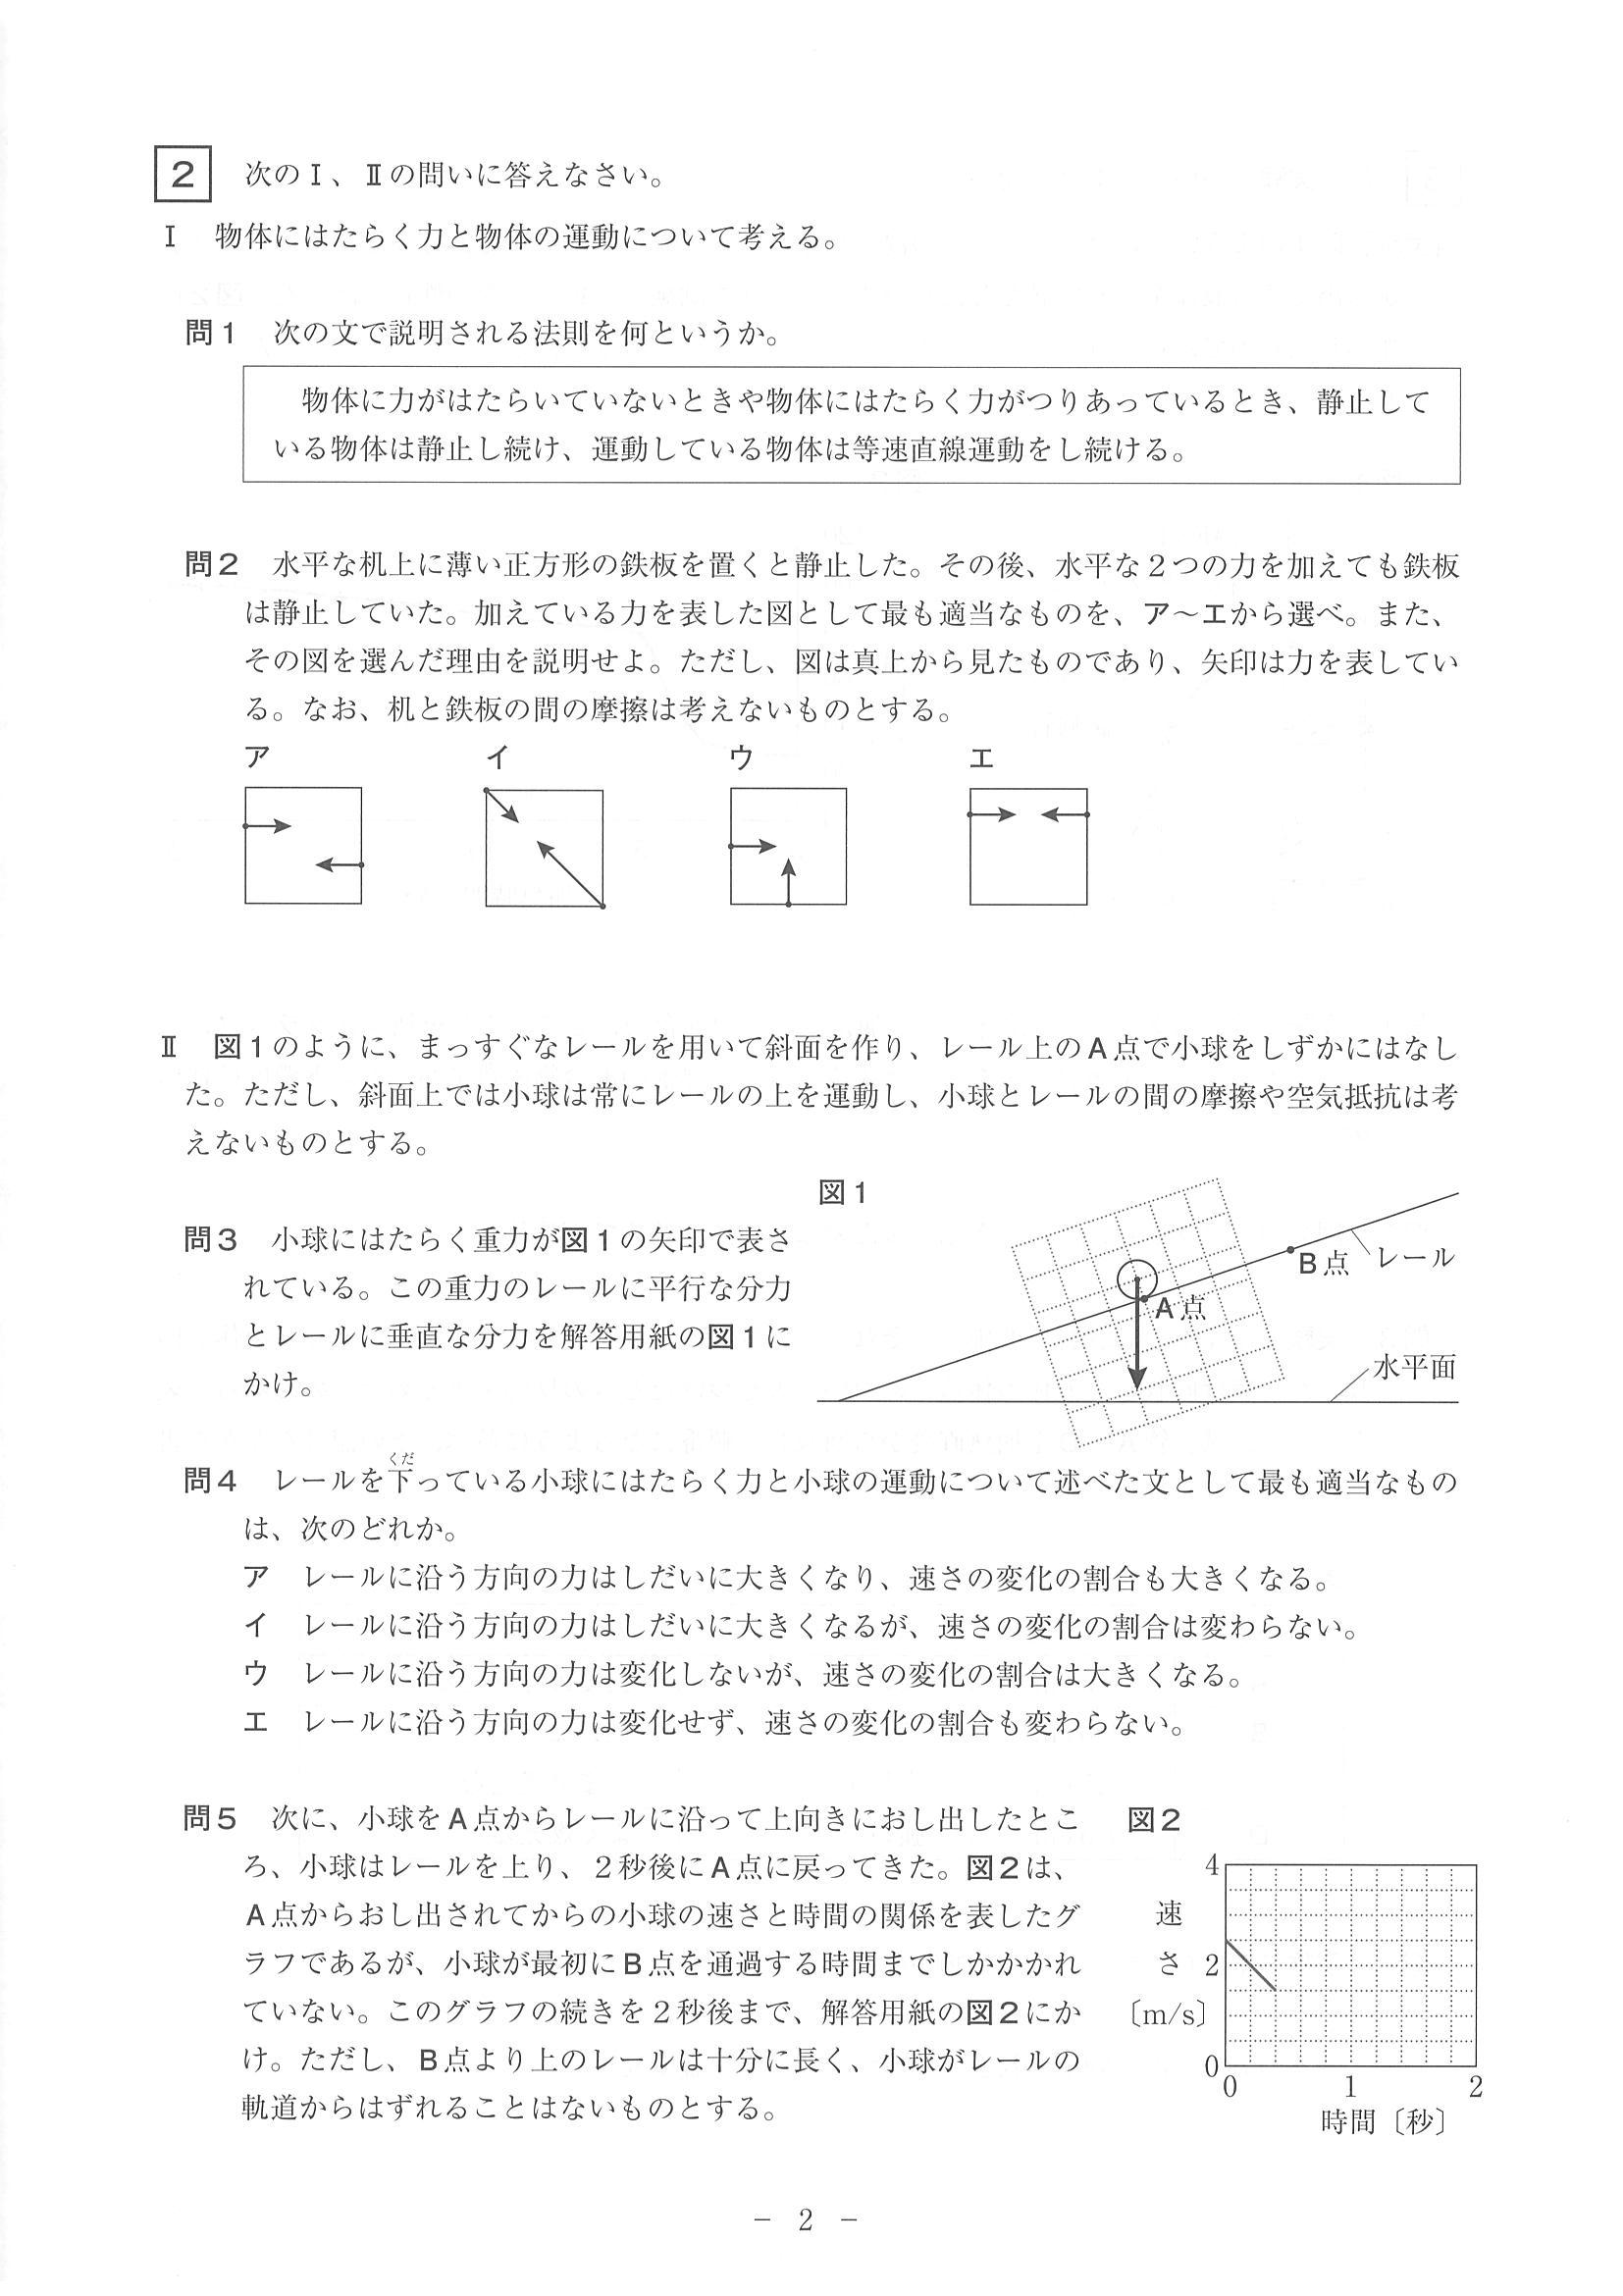 2 次のⅠ、Ⅱの問いに答えなさい。
Ⅰ 物体にはたらく力と物体の運動について考える。
問1 次の文で説明される法則を何というか。
物体に力がはたらいていないときや物体にはたらく力がつりあっているとき、静止して
いる物体は静止し続け、運動している物体は等速直線運動をし続ける。
問2 水平な机上に薄い正方形の鉄板を置くと静止した。その後、水平な2つの力を加えても鉄板
は静止していた。加えている力を表した図として最も適当なものを、ア〜エから選べ。また、
その図を選んだ理由を説明せよ。ただし、図は真上から見たものであり、矢印は力を表してい
る。なお、机と鉄板の間の摩擦は考えないものとする。
ア イ ウ エ
Ⅱ 図1のように、まっすぐなレールを用いて斜面を作り、レール上のA点で小球をしずかにはなし
た。ただし、斜面上では小球は常にレールの上を運動し、小球とレールの間の摩擦や空気抵抗は考
えないものとする。
図1
問3 小球にはたらく重力が図1の矢印で表さ
れている。この重力のレールに平行な分力
とレールに垂直な分力を解答用紙の図1に
かけ。
B点 レール
A点
水平面
くだ
問4 レールを下っている小球にはたらく力と小球の運動について述べた文として最も適当なもの
は、次のどれか。
ア レールに沿う方向の力はしだいに大きくなり、速さの変化の割合も大きくなる。
イ レールに沿う方向の力はしだいに大きくなるが、速さの変化の割合は変わらない。
ウ レールに沿う方向の力は変化しないが、速さの変化の割合は大きくなる。
エ レールに沿う方向の力は変化せず、速さの変化の割合も変わらない。
問5 次に、小球をA点からレールに沿って上向きにおし出したとこ
ろ、小球はレールを上り、2秒後にA点に戻ってきた。図2は、
A点からおし出されてからの小球の速さと時間の関係を表したグ
ラフであるが、小球が最初にB点を通過する時間までしかかかれ
ていない。このグラフの続きを2秒後まで、解答用紙の図2にか
け。ただし、B点より上のレールは十分に長く、小球がレールの
軌道からはずれることはないものとする。
図2
4
速
さ 2
〔m/s〕
0
0 1 2
時間〔秒〕
− 2 −